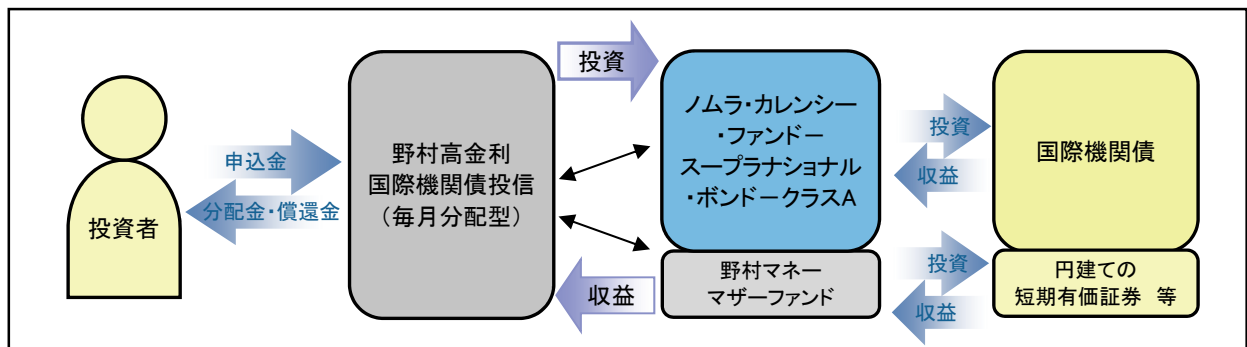 投資者
申込金
分配金・償還金
野村高金利
国際機関債投信
（毎月分配型）
投資
収益
ノムラ・カレンシー
・ファンド－
スープラナショナル
・ボンド－クラスA
野村マネー
マザーファンド
投資
収益
投資
収益
国際機関債
円建ての
短期有価証券 等